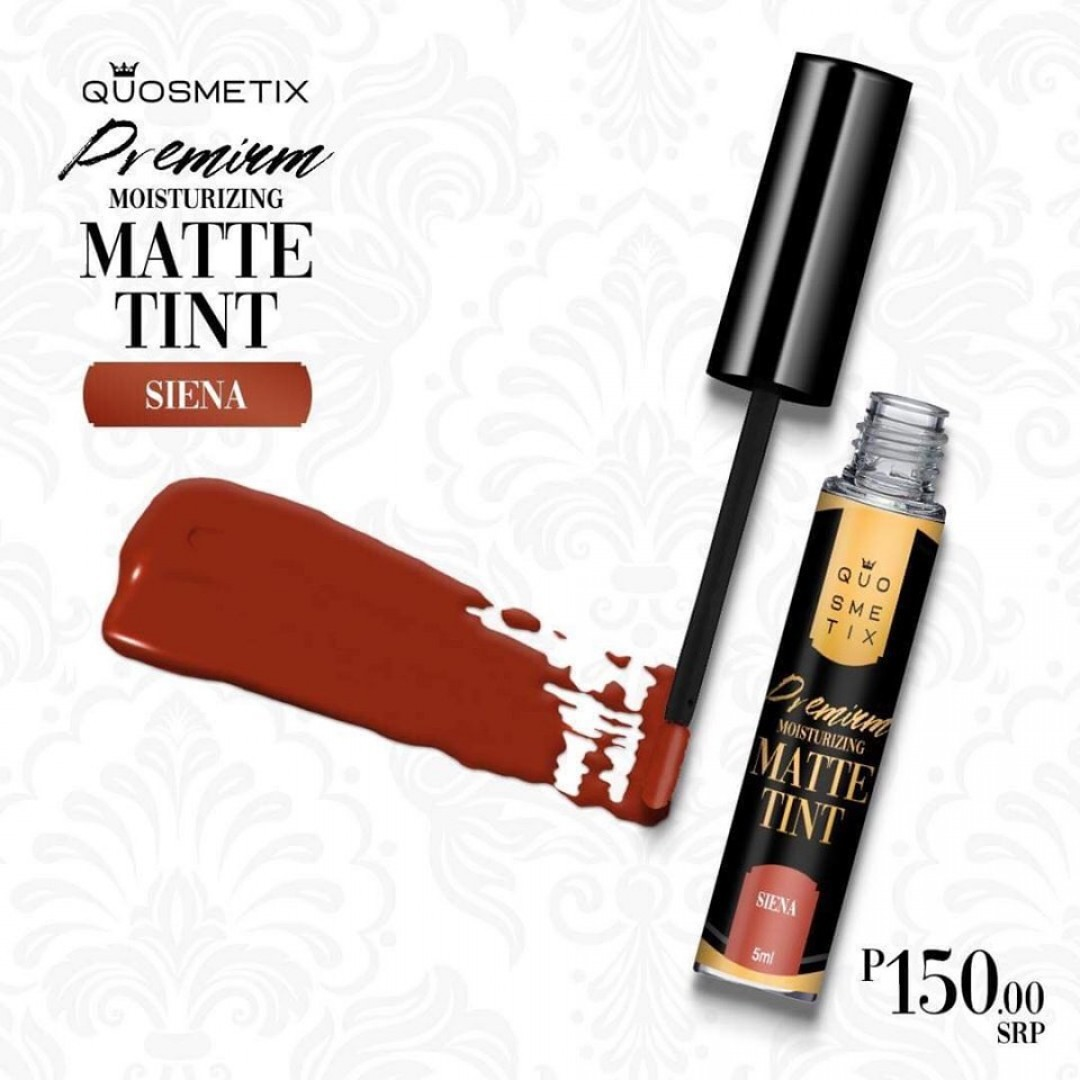 QUOSMETIX
Premium
MOISTURIZING
MATTE
TINT
SIENA
QUO
SME
TIX
Premium
MOISTURIZING
MATTE
TINT
SIENA
5ml
P150.00
SRP